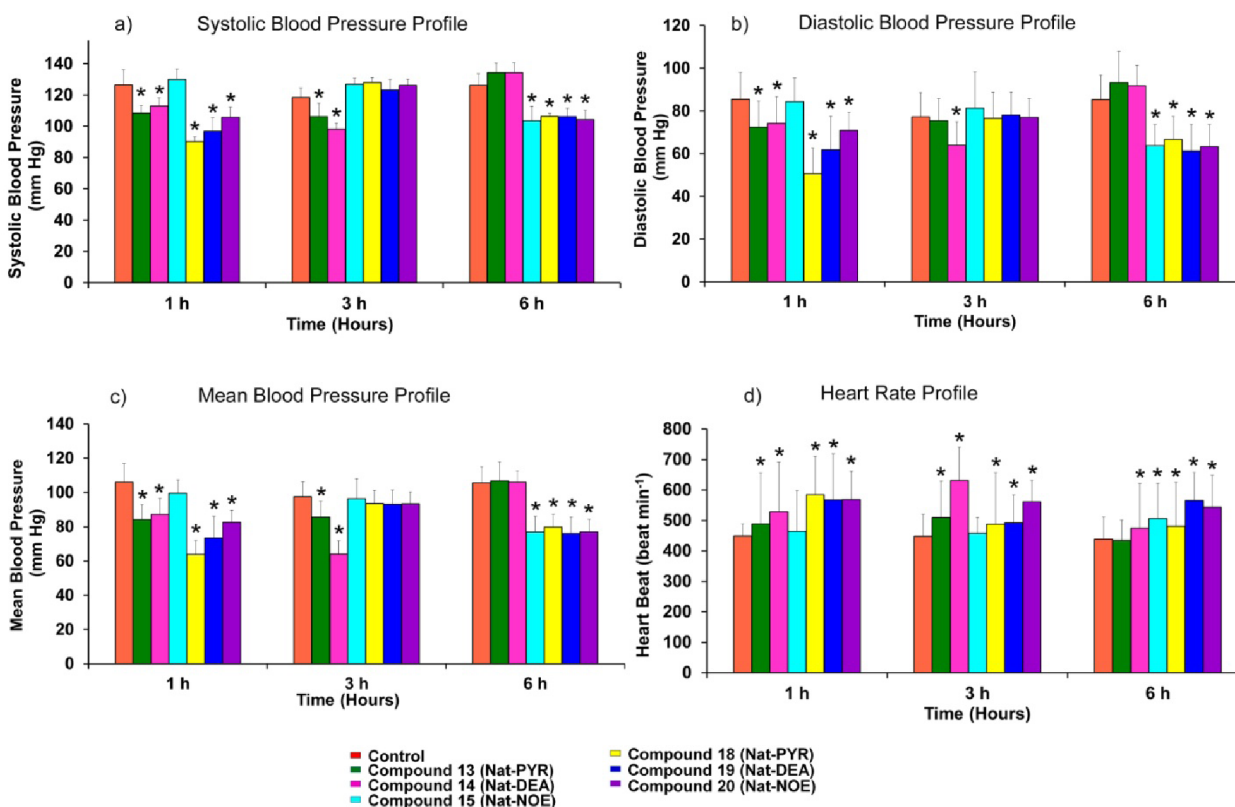 a) Systolic Blood Pressure Profile
Systolic Blood Pressure
(mm Hg)
140
120
100
80
60
40
20
0
* * * * *
* *
* * * *
1 h 3 h 6 h
Time (Hours)
b) Diastolic Blood Pressure Profile
Diastolic Blood Pressure
(mm Hg)
120
100
80
60
40
20
0
* * * * *
*
* * * *
1 h 3 h 6 h
Time (Hours)
c) Mean Blood Pressure Profile
Mean Blood Pressure
(mm Hg)
140
120
100
80
60
40
20
0
* * * * *
* *
* * * *
1 h 3 h 6 h
Time (Hours)
d) Heart Rate Profile
Heart Beat (beat min⁻¹)
800
700
600
500
400
300
200
100
0
* * * * *
* * * * *
* * * * *
1 h 3 h 6 h
Time (Hours)
Control
Compound 13 (Nat-PYR)
Compound 14 (Nat-DEA)
Compound 15 (Nat-NOE)
Compound 18 (Nat-PYR)
Compound 19 (Nat-DEA)
Compound 20 (Nat-NOE)